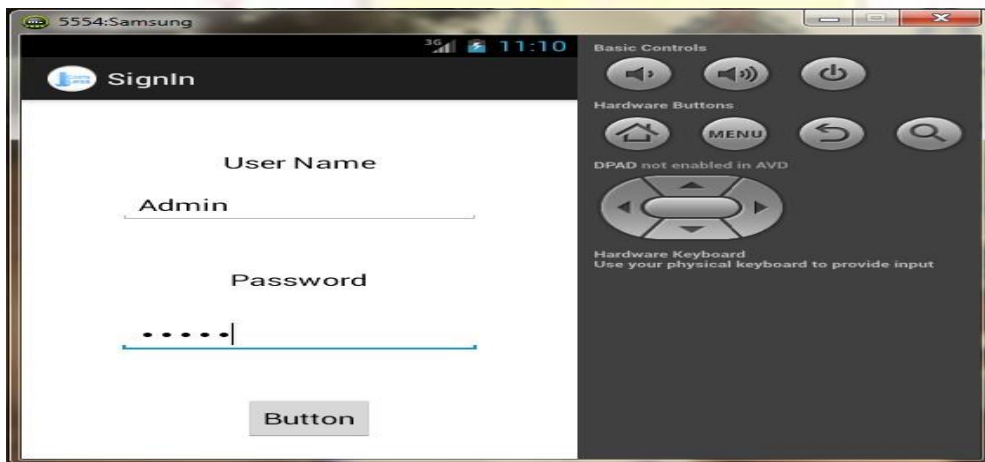 5554:Samsung
3G 11:10
SignIn
User Name
Admin
Password
Button
Basic Controls
Hardware Buttons
MENU
DPAD not enabled in AVD
Hardware Keyboard
Use your physical keyboard to provide input